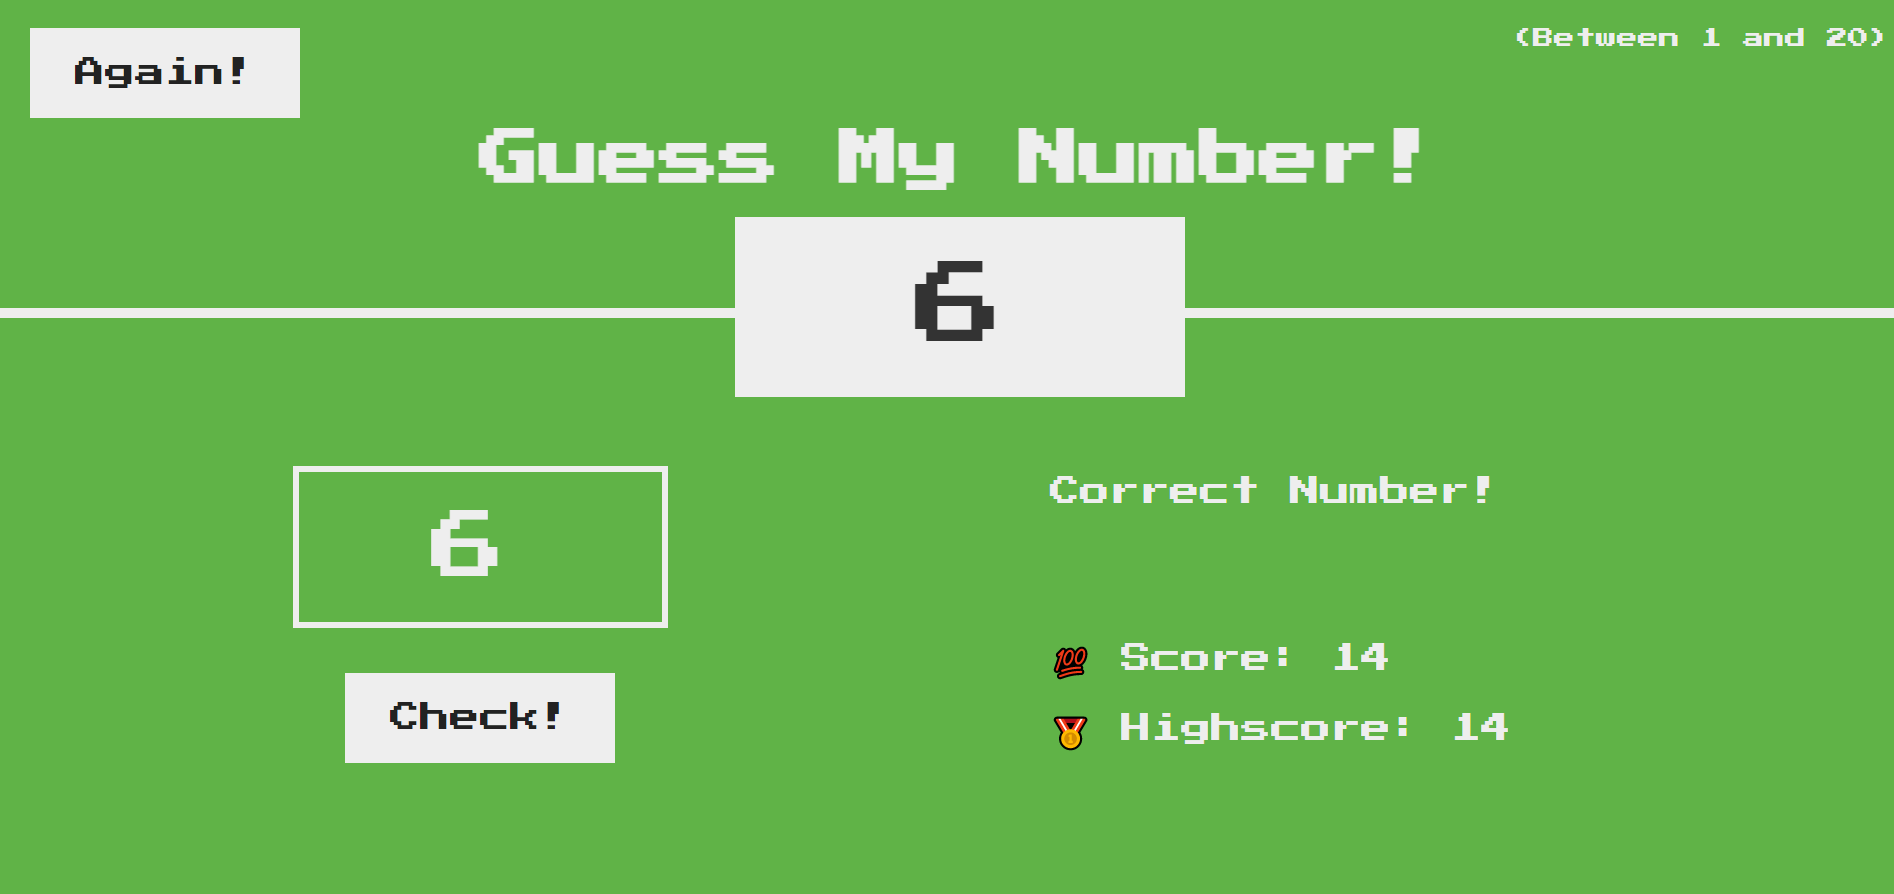 Again!
(Between 1 and 20)
Guess My Number!
6
6
Check!
Correct Number!
💯 Score: 14
🥇 Highscore: 14